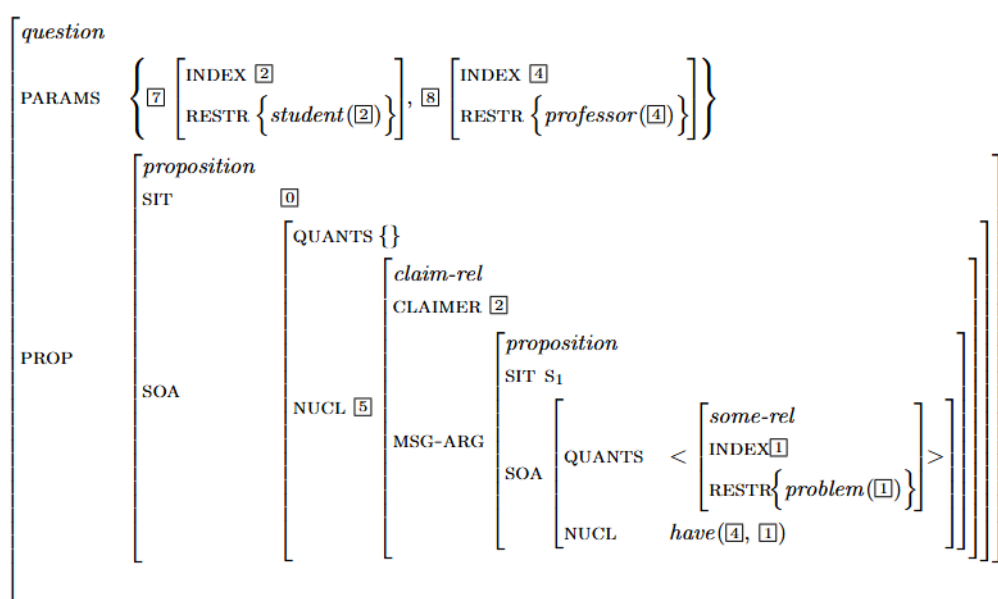 question
PARAMS { 7 [ INDEX 2
RESTR { student( 2 ) } ], 8 [ INDEX 4
RESTR { professor( 4 ) } ] }
proposition
SIT 0
QUANTS {}
claim-rel
CLAIMER 2
proposition
SIT S₁
PROP
SOA
NUCL 5
MSG-ARG
SOA
QUANTS <
some-rel
INDEX 1
RESTR { problem( 1 ) } >
NUCL have( 4 , 1 )